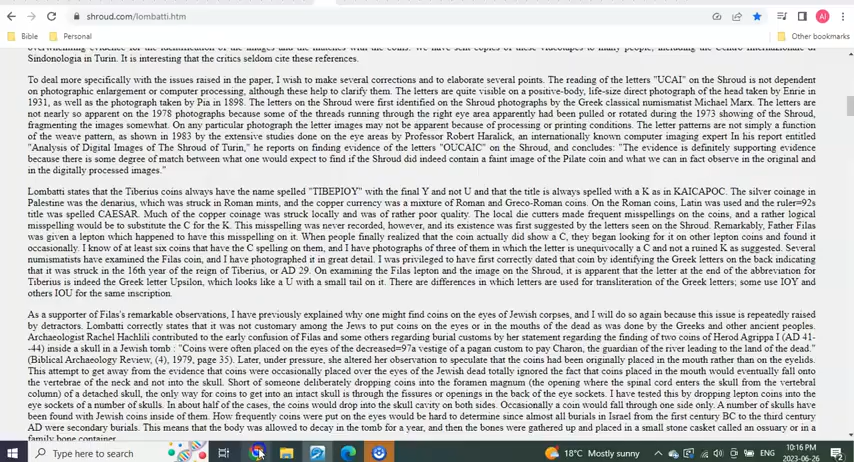 shroud.com/lombatti.htm
Bible
Personal
Other bookmarks
Sindonologia in Turin. It is interesting that the critics seldom cite these references.
To deal more specifically with the issues raised in the paper, I wish to make several corrections and to elaborate several points. The reading of the letters "UCAI" on the Shroud is not dependent
on photographic enlargement or computer processing, although these help to clarify them. The letters are quite visible on a positive-body, life-size direct photograph of the head taken by Enrie in
1931, as well as the photograph taken by Pia in 1898. The letters on the Shroud were first identified on the Shroud photographs by the Greek classical numismatist Michael Marx. The letters are
not nearly so apparent on the 1978 photographs because some of the threads running through the right eye area apparently had been pulled or rotated during the 1973 showing of the Shroud,
fragmenting the images somewhat. On any particular photograph the letter images may not be apparent because of processing or printing conditions. The letter patterns are not simply a function
of the weave pattern, as shown in 1983 by the extensive studies done on the eye areas by Professor Robert Haralick, an internationally known computer imaging expert In his report entitled
"Analysis of Digital Images of The Shroud of Turin," he reports on finding evidence of the letters "OUCAIC" on the Shroud, and concludes: "The evidence is definitely supporting evidence
because there is some degree of match between what one would expect to find if the Shroud did indeed contain a faint image of the Pilate coin and what we can in fact observe in the original and
in the digitally processed images."
Lombatti states that the Tiberius coins always have the name spelled "TIBEPIOY" with the final Y and not U and that the title is always spelled with a K as in KAICAPOC. The silver coinage in
Palestine was the denarius, which was struck in Roman mints, and the copper currency was a mixture of Roman and Greco-Roman coins. On the Roman coins, Latin was used and the ruler=92s
title was spelled CAESAR. Much of the copper coinage was struck locally and was of rather poor quality. The local die cutters made frequent misspellings on the coins, and a rather logical
misspelling would be to substitute the C for the K. This misspelling was never recorded, however, and its existence was first suggested by the letters seen on the Shroud. Remarkably, Father Filas
was given a lepton which happened to have this misspelling on it. When people finally realized that the coin actually did show a C, they began looking for it on other lepton coins and found it
occasionally. I know of at least six coins that have the C spelling on them, and I have photographs of three of them in which the letter is unequivocally a C and not a ruined K as suggested. Several
numismatists have examined the Filas coin, and I have photographed it in great detail. I was privileged to have first correctly dated that coin by identifying the Greek letters on the back indicating
that it was struck in the 16th year of the reign of Tiberius, or AD 29. On examining the Filas lepton and the image on the Shroud, it is apparent that the letter at the end of the abbreviation for
Tiberius is indeed the Greek letter Upsilon, which looks like a U with a small tail on it. There are differences in which letters are used for transliteration of the Greek letters; some use IOY and
others IOU for the same inscription.
As a supporter of Filas's remarkable observations, I have previously explained why one might find coins on the eyes of Jewish corpses, and I will do so again because this issue is repeatedly raised
by detractors. Lombatti correctly states that it was not customary among the Jews to put coins on the eyes or in the mouths of the dead as was done by the Greeks and other ancient peoples.
Archaeologist Rachel Hachlili contributed to the early confusion of Filas and some others regarding burial customs by her statement regarding the finding of two coins of Herod Agrippa I (AD 41-
-44) inside a skull in a Jewish tomb : "Coins were often placed on the eyes of the decreased=97a vestige of a pagan custom to pay Charon, the guardian of the river leading to the land of the dead."
(Biblical Archaeology Review, (4), 1979, page 35). Later, under pressure, she altered her observation to speculate that the coins had been originally placed in the mouth rather than on the eyelids.
This attempt to get away from the evidence that coins were occasionally placed over the eyes of the Jewish dead totally ignored the fact that coins placed in the mouth would eventually fall onto
the vertebrae of the neck and not into the skull. Short of someone deliberately dropping coins into the foramen magnum (the opening where the spinal cord enters the skull from the vertebral
column) of a detached skull, the only way for coins to get into an intact skull is through the fissures or openings in the back of the eye sockets. I have tested this by dropping lepton coins into the
eye sockets of a number of skulls. In about half of the cases, the coins would drop into the skull cavity on both sides. Occasionally a coin would fall through one side only. A number of skulls have
been found with Jewish coins inside of them. How frequently coins were put on the eyes would be hard to determine since almost all burials in Israel from the first century BC to the third century
AD were secondary burials. This means that the body was allowed to decay in the tomb for a year, and then the bones were gathered up and placed in a small stone casket called an ossuary or in a
family bone container.
Type here to search
18°C Mostly sunny
10:16 PM
2023-06-26